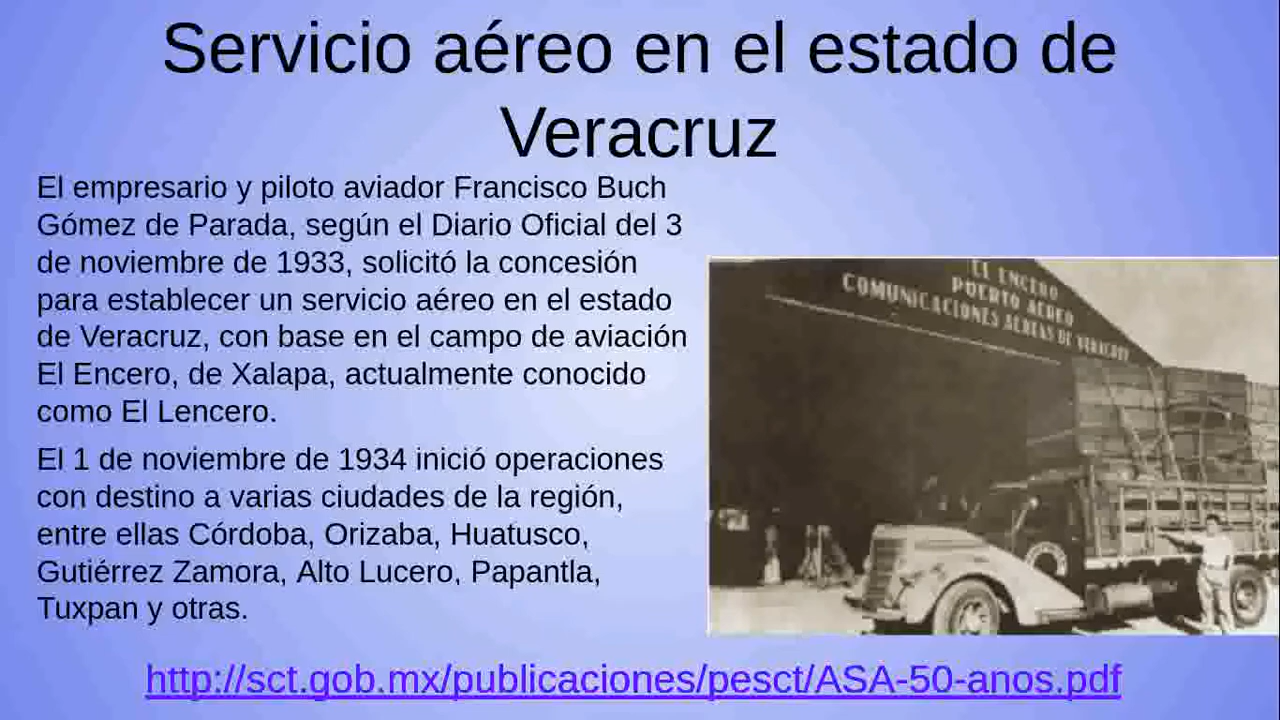 Servicio aéreo en el estado de
Veracruz
El empresario y piloto aviador Francisco Buch
Gómez de Parada, según el Diario Oficial del 3
de noviembre de 1933, solicitó la concesión
para establecer un servicio aéreo en el estado
de Veracruz, con base en el campo de aviación
El Encero, de Xalapa, actualmente conocido
como El Lencero.
El 1 de noviembre de 1934 inició operaciones
con destino a varias ciudades de la región,
entre ellas Córdoba, Orizaba, Huatusco,
Gutiérrez Zamora, Alto Lucero, Papantla,
Tuxpan y otras.
EL ENCERO
PUERTO AEREO
COMUNICACIONES AEREAS DE VERACRUZ
http://sct.gob.mx/publicaciones/pesct/ASA-50-anos.pdf